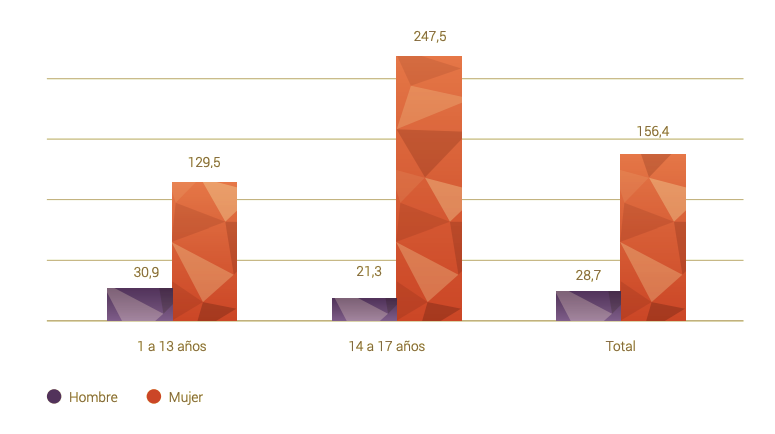 247,5
156,4
129,5
30,9
21,3
28,7
1 a 13 años
14 a 17 años
Total
Hombre
Mujer